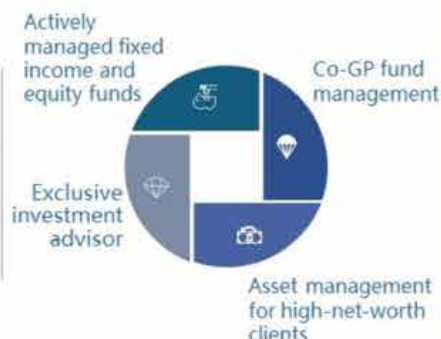 Actively
managed fixed
income and
equity funds
Co-GP fund
management
Exclusive
investment
advisor
Asset management
for high-net-worth
clients